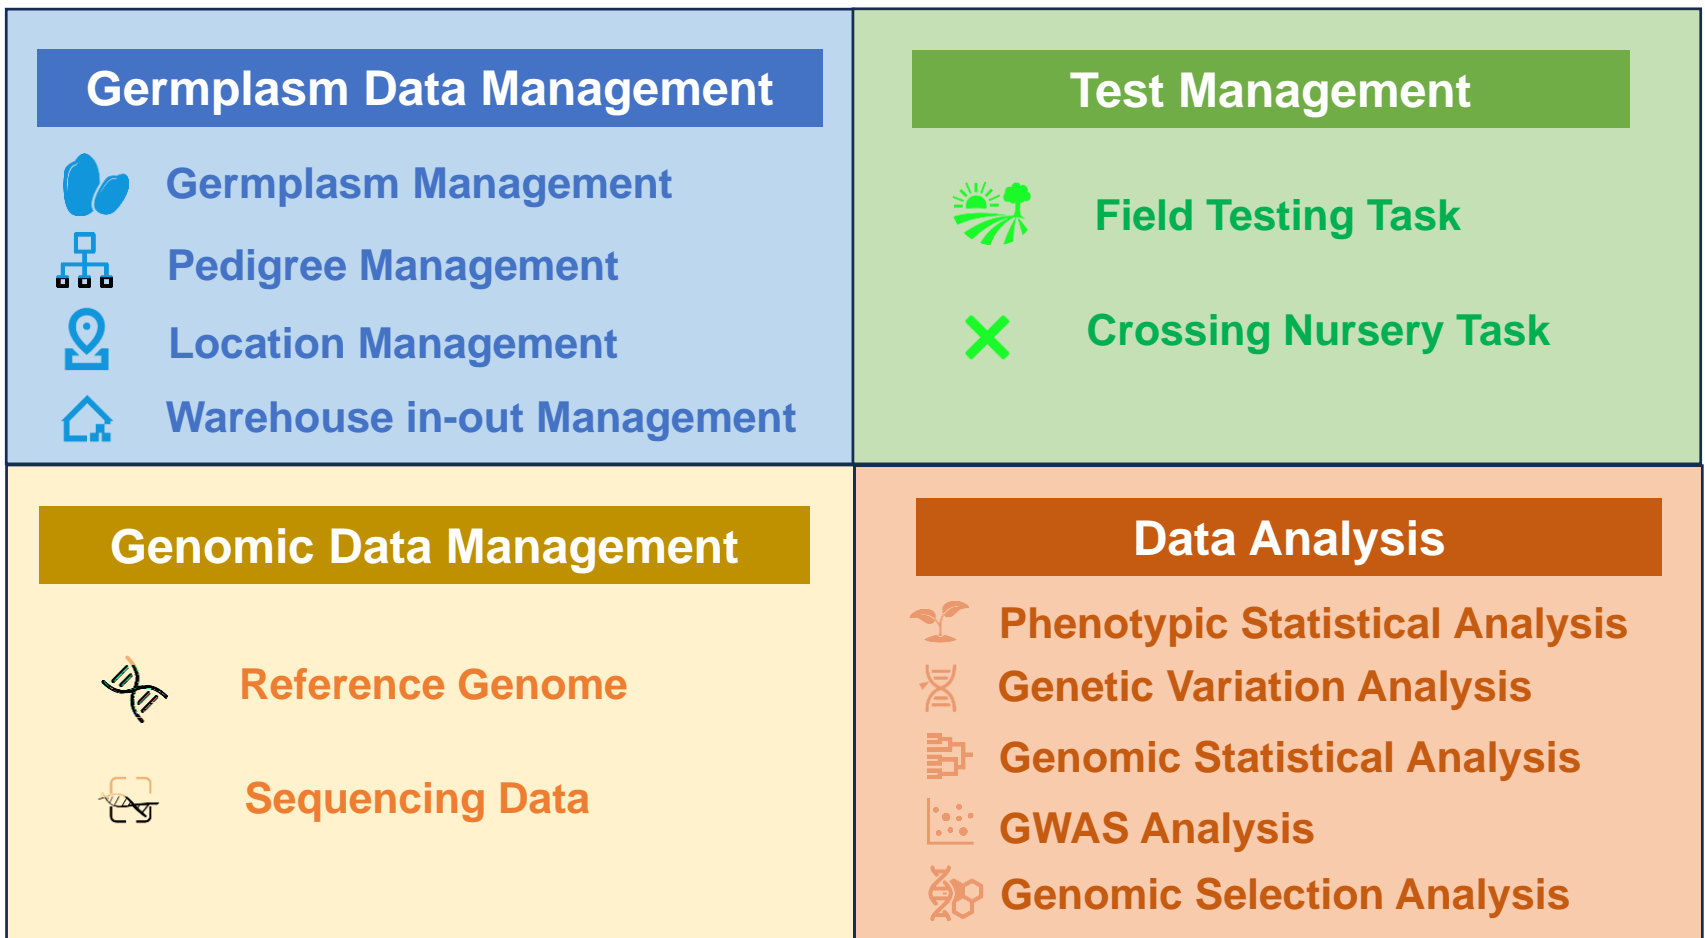 Germplasm Data Management
Germplasm Management
Pedigree Management
Location Management
Warehouse in-out Management
Test Management
Field Testing Task
Crossing Nursery Task
Genomic Data Management
Reference Genome
Sequencing Data
Data Analysis
Phenotypic Statistical Analysis
Genetic Variation Analysis
Genomic Statistical Analysis
GWAS Analysis
Genomic Selection Analysis